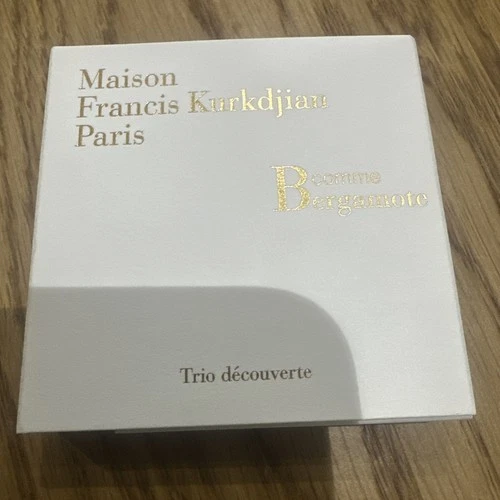 Maison
Francis Kurkdjian
Paris
B comme
Bergamote
Trio découverte